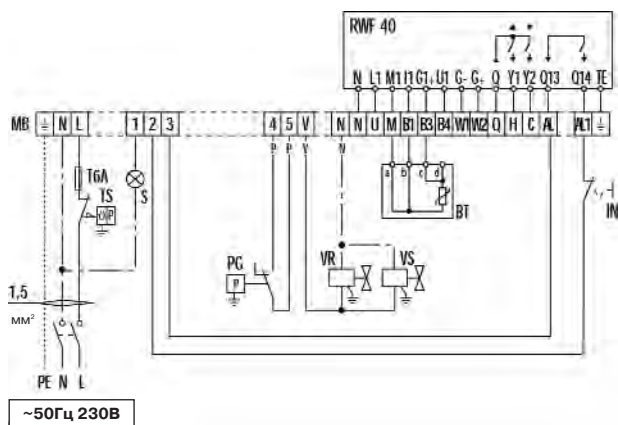 RWF 40
N L1 M1 I1 G1+ U1 G- G+ Q Y1 Y2 Q13 Q14 TE
MB N L 1 2 3 4 5 V N N U M B1 B3 B4 W1 W2 Q H C AL AL1
P P V N
T6A
TS
P
S
a b c d
BT
IN
PG
P
VR VS
1,5
мм²
PE N L
~50Гц 230В